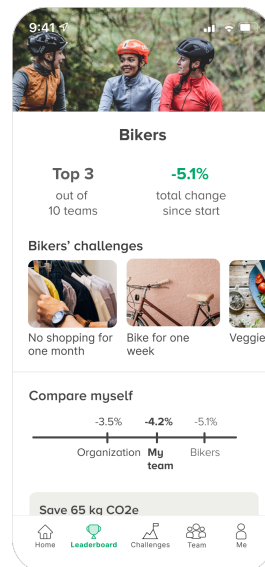 9:41
Bikers
Top 3
out of
10 teams
-5.1%
total change
since start
Bikers' challenges
No shopping for
one month
Bike for one
week
Veggie
Compare myself
-3.5% -4.2% -5.1%
Organization My
team
Bikers
Save 65 kg CO2e
Home Leaderboard Challenges Team Me